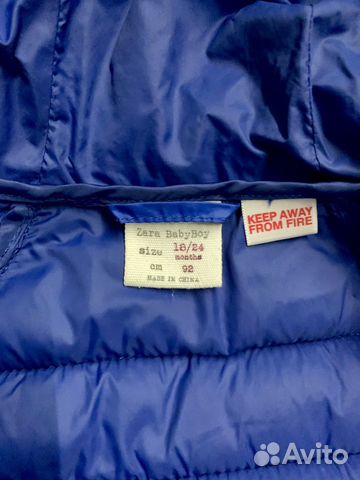 Zara BabyBoy
size 18/24
months
cm 92
MADE IN CHINA
KEEP AWAY
FROM FIRE
Avito